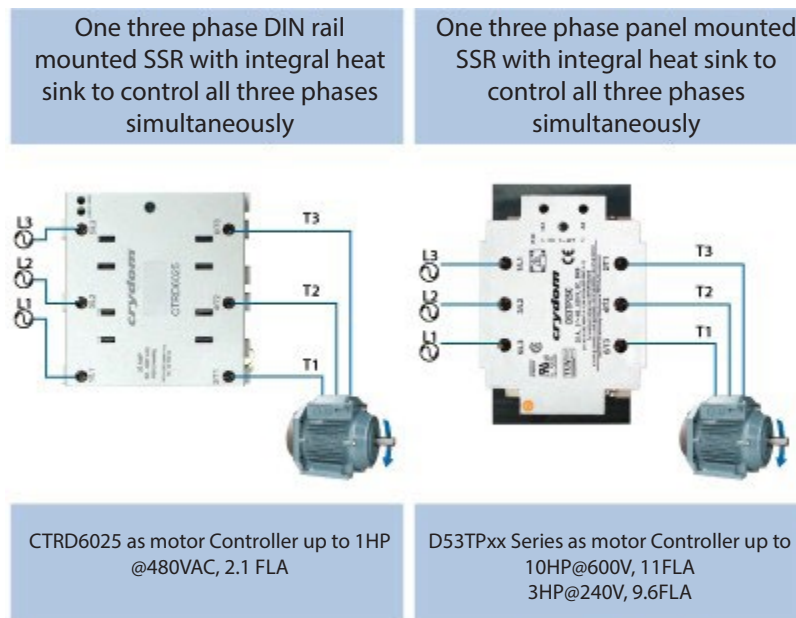 One three phase DIN rail
mounted SSR with integral heat
sink to control all three phases
simultaneously
One three phase panel mounted
SSR with integral heat sink to
control all three phases
simultaneously
L3
L2
L1
T3
T2
T1
crydom
CTRD6025
L3
T3
T2
T1
crydom
CTRD6025 as motor Controller up to 1HP
@480VAC, 2.1 FLA
D53TPxx Series as motor Controller up to
10HP@600V, 11FLA
3HP@240V, 9.6FLA